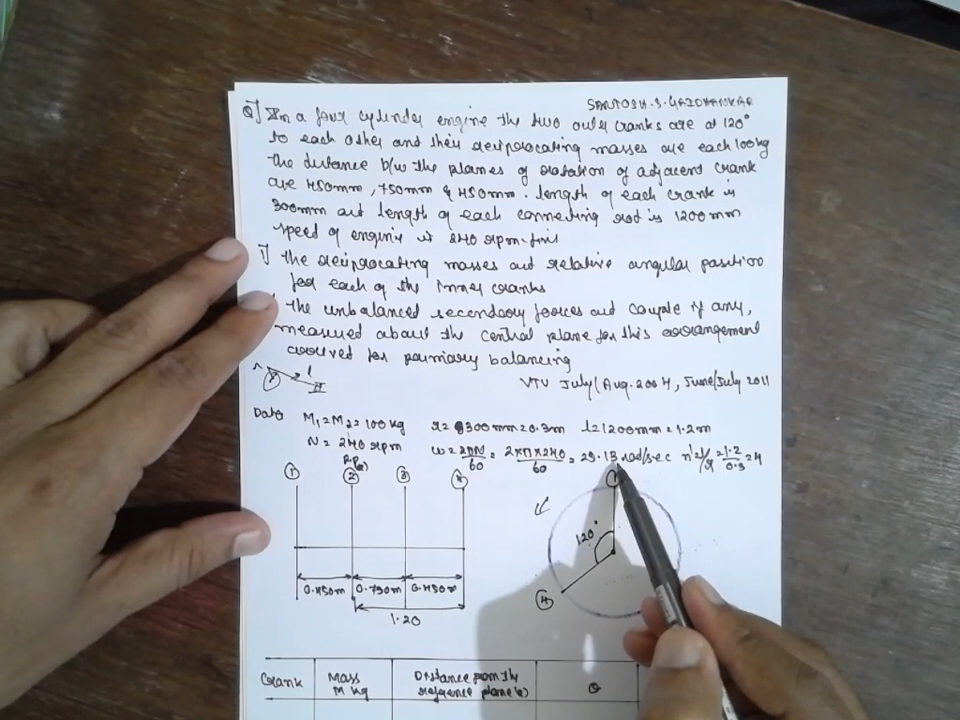 SANTOSH.S.
Q] In a four cylinder engine the two outer cranks are at 120°
to each other and their reciprocating masses are each 100kg
The distance b/w the planes of rotation of adjacent crank
are 450mm, 750mm & 450mm. length of each crank is
300mm and length of each connecting rod is 1200mm
speed of engine is 240 rpm. find
i] The reciprocating masses and relative angular position
for each of the inner cranks
The unbalanced secondary forces and couple if any,
measured about the central plane for this arrangement
for primary balancing
VTU July/Aug.2004, June/July 2011
r l
Data M1=M2=100kg r=300mm=0.3m l=1200mm=1.2m
N=240 rpm ω=2πN/60=2×π×240/60=25.13 rad/sec n=l/r=1.2/0.3=4
R.P
1 2 3 4
120°
0.450m 0.750m 0.450m
4
1.20
Crank Mass M kg Distance from the reference plane θ